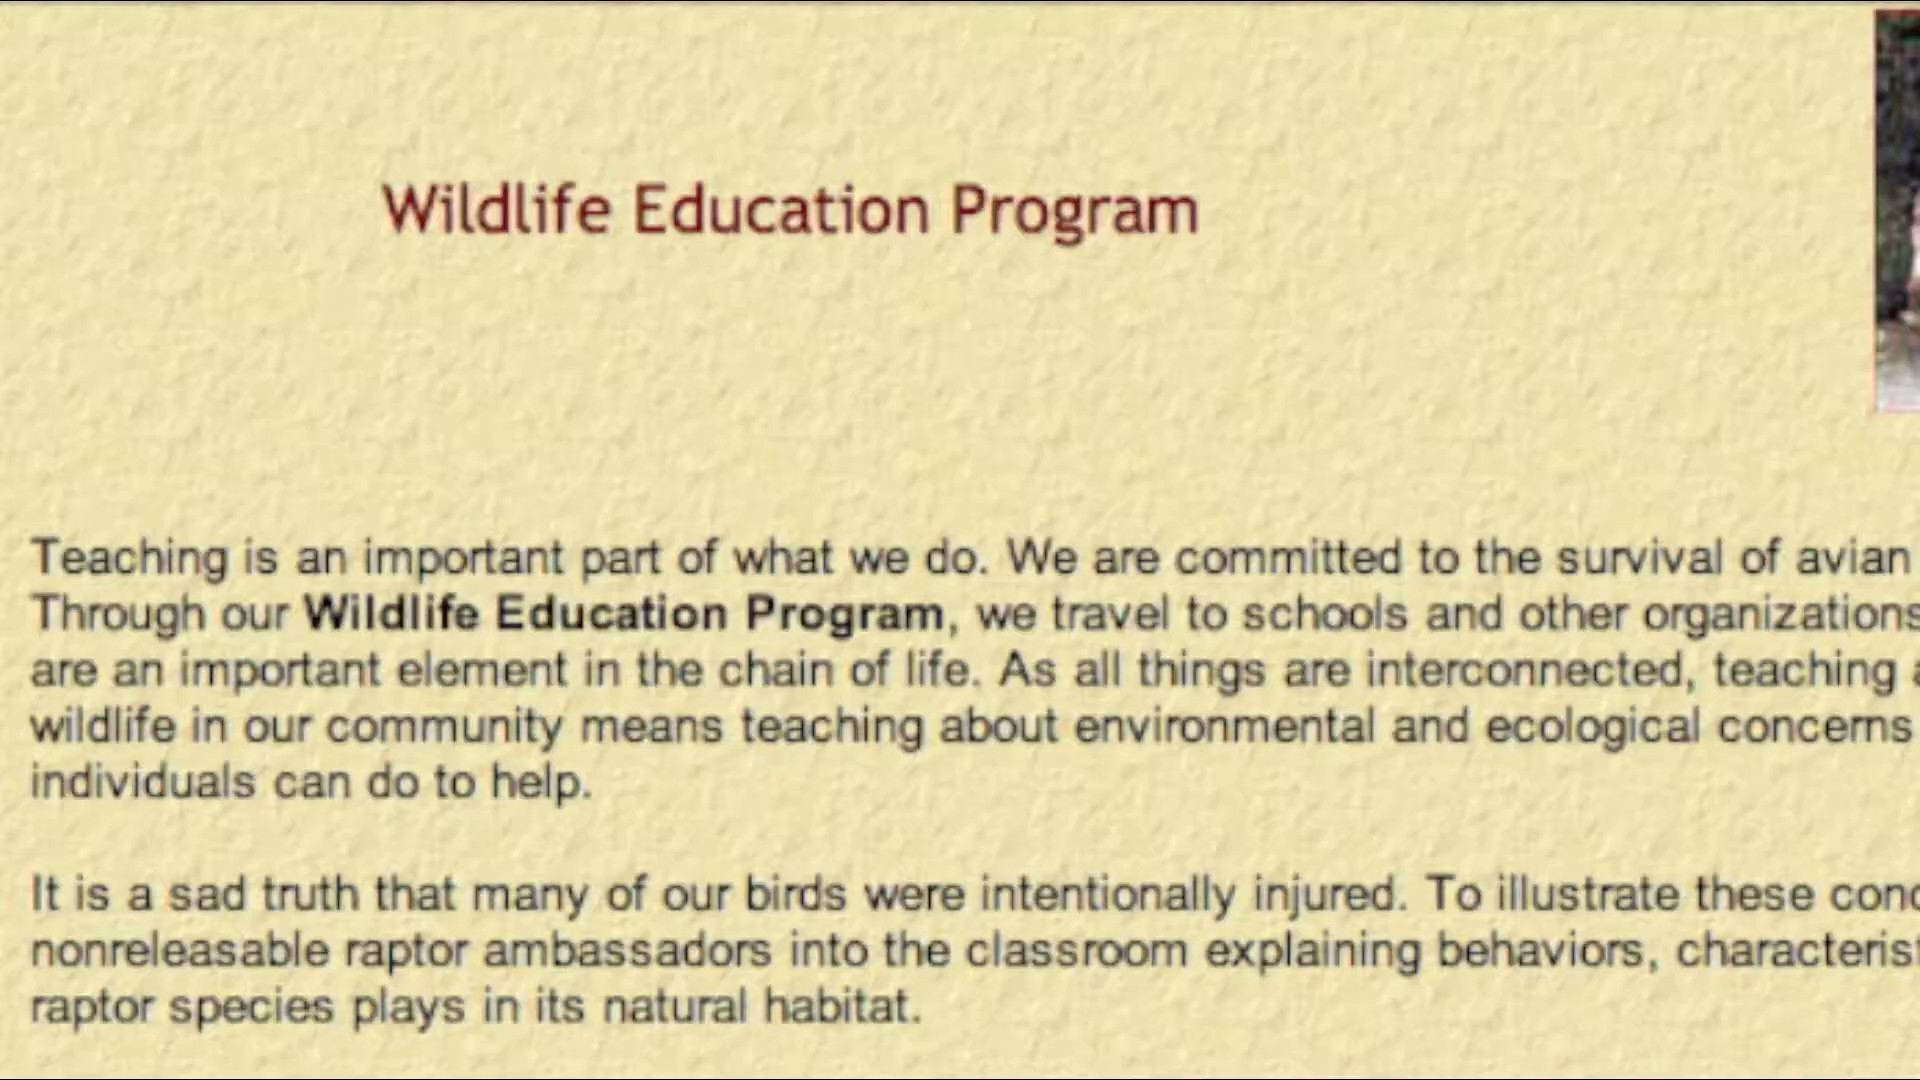 Wildlife Education Program
Teaching is an important part of what we do. We are committed to the survival of avian
Through our Wildlife Education Program, we travel to schools and other organizations
are an important element in the chain of life. As all things are interconnected, teaching
wildlife in our community means teaching about environmental and ecological concerns
individuals can do to help.
It is a sad truth that many of our birds were intentionally injured. To illustrate these
nonreleasable raptor ambassadors into the classroom explaining behaviors,
raptor species plays in its natural habitat.